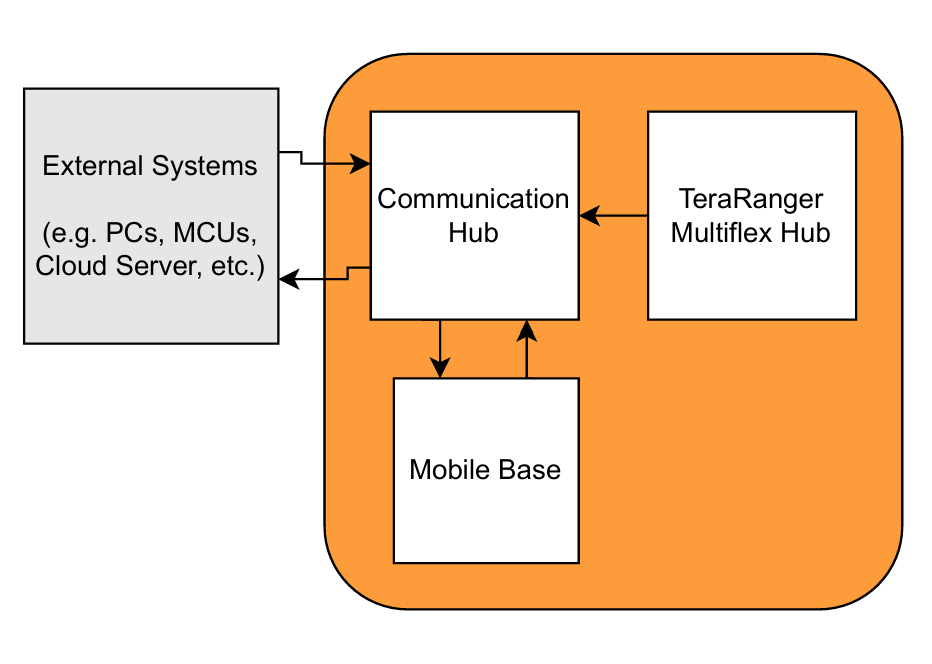 External Systems
(e.g. PCs, MCUs,
Cloud Server, etc.)
Communication
Hub
TeraRanger
Multiflex Hub
Mobile Base